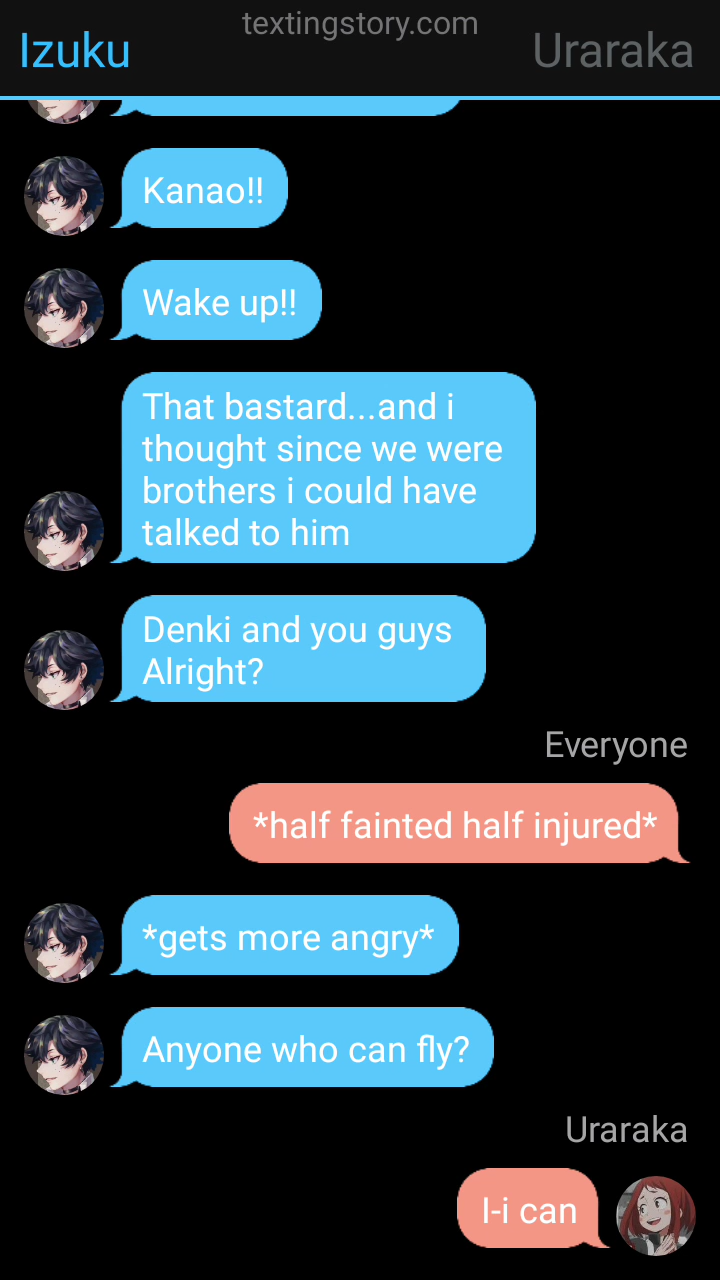 textingstory.com
Izuku
Uraraka
Kanao!!
Wake up!!
That bastard...and i
thought since we were
brothers i could have
talked to him
Denki and you guys
Alright?
Everyone
*half fainted half injured*
*gets more angry*
Anyone who can fly?
Uraraka
I-i can